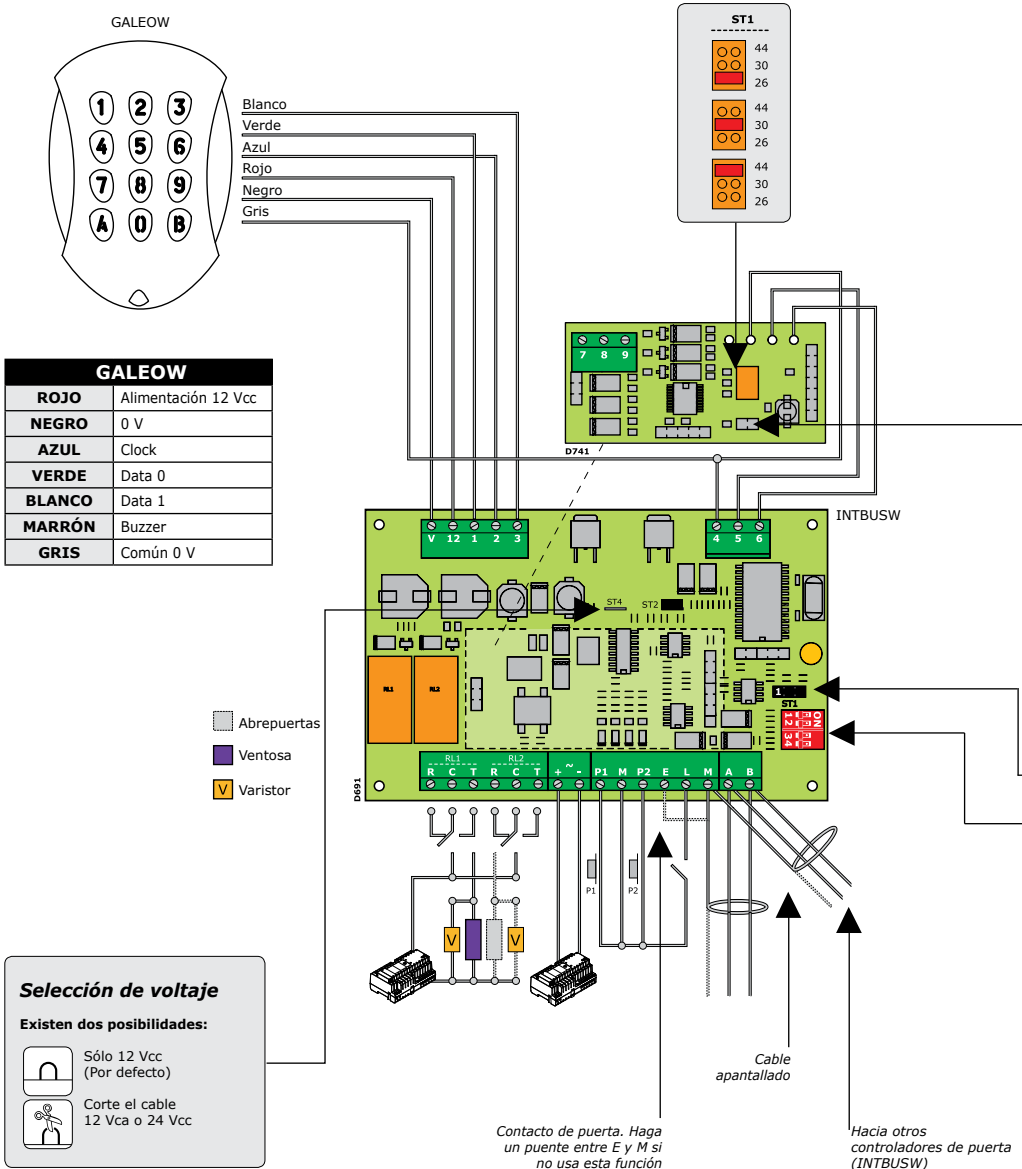 GALEOW
1 2 3
4 5 6
7 8 9
A 0 B
Blanco
Verde
Azul
Rojo
Negro
Gris
ST1
44
30
26
44
30
26
44
30
26
GALEOW
ROJO Alimentación 12 Vcc
NEGRO 0 V
AZUL Clock
VERDE Data 0
BLANCO Data 1
MARRÓN Buzzer
GRIS Común 0 V
7 8 9
D741
INTBUSW
V 12 1 2 3
4 5 6
ST4
ST2
RL1
RL2
1
ST1
ON
1 2
3 4
Abrepuertas
Ventosa
V Varistor
D691
RL1 RL2
R C T R C T + ~ - P1 M P2 E L M A B
P1
P2
V
V
Selección de voltaje
Existen dos posibilidades:
Sólo 12 Vcc
(Por defecto)
Corte el cable
12 Vca o 24 Vcc
Cable
apantallado
Contacto de puerta. Haga
un puente entre E y M si
no usa esta función
Hacia otros
controladores de puerta
(INTBUSW)